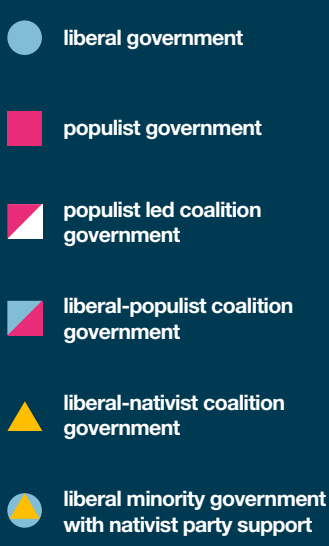 liberal government
populist government
populist led coalition
government
liberal-populist coalition
government
liberal-nativist coalition
government
liberal minority government
with nativist party support